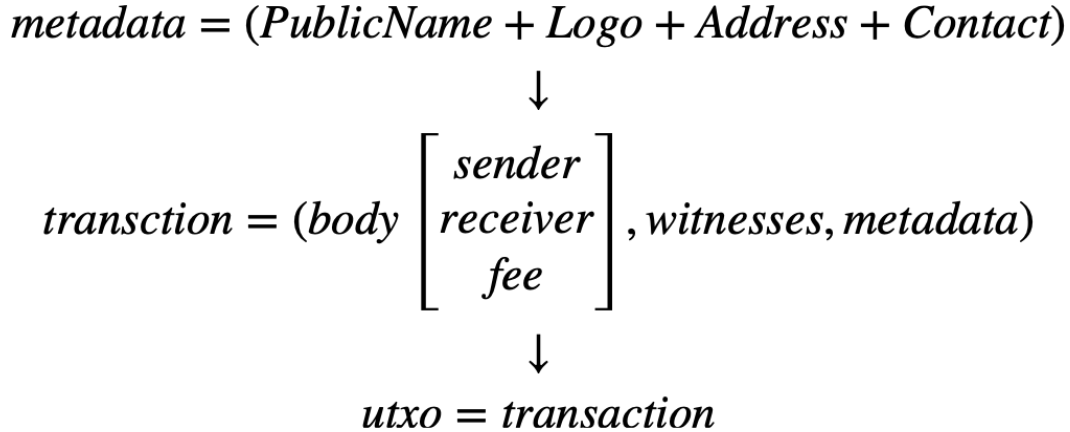 metadata = (PublicName + Logo + Address + Contact)
↓
transction = (body [sender
receiver
fee], witnesses, metadata)
↓
utxo = transaction